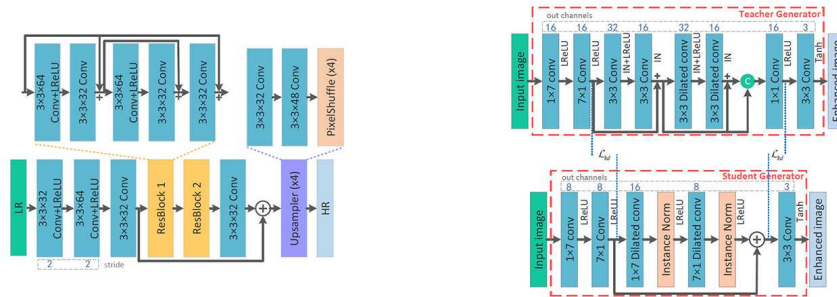 3×3×64
Conv+LReLU
3×3×32 Conv
+
3×3×64
Conv+LReLU
3×3×32 Conv
+
3×3×32 Conv
+
3×3×32 Conv
3×3×48 Conv
PixelShuffle (x4)
LR
3×3×32
Conv+LReLU
3×3×64
Conv+LReLU
3×3×32 Conv
ResBlock 1
ResBlock 2
3×3×32 Conv
+
Upsampler (x4)
HR
2 2 stride
out channels
Teacher Generator
16 16 32 16 32 16 16 3
Input image
1×7 conv
LReLU
7×1 Conv
LReLU
3×3 Conv
IN+LReLU
3×3 Conv
+
IN
3×3 Dilated conv
IN+LReLU
3×3 Dilated conv
+
IN
C
1×1 Conv
LReLU
3×3 Conv
Tanh
Enhanced image
ℒkd
ℒkd
Student Generator
out channels
8 8 16 8 3
Input image
1×7 conv
LReLU
7×1 Conv
LReLU
1×7 Dilated conv
Instance Norm
LReLU
7×1 Dilated conv
Instance Norm
LReLU
+
3×3 Conv
Tanh
Enhanced image